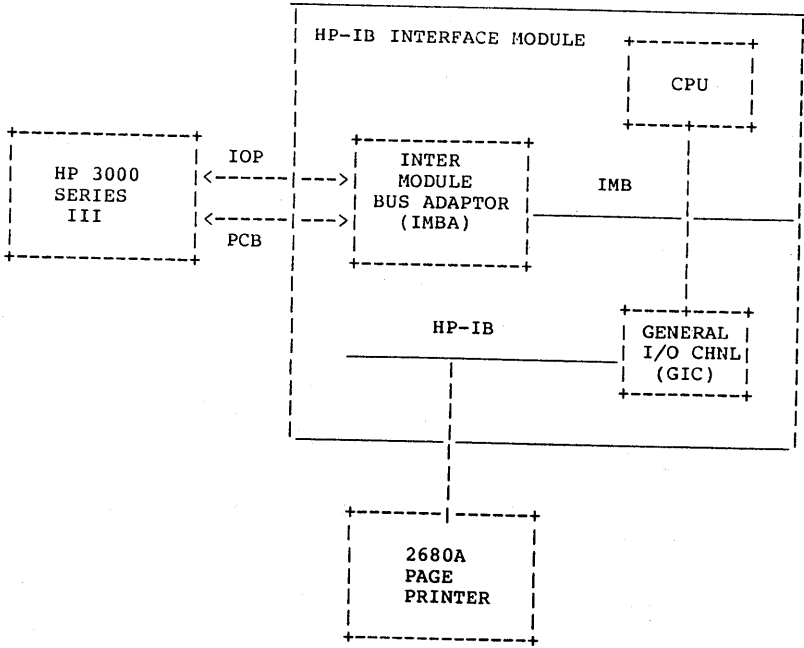 HP-IB INTERFACE MODULE
CPU
HP 3000
SERIES
III
IOP
PCB
INTER
MODULE
BUS ADAPTOR
(IMBA)
IMB
HP-IB
GENERAL
I/O CHNL
(GIC)
2680A
PAGE
PRINTER